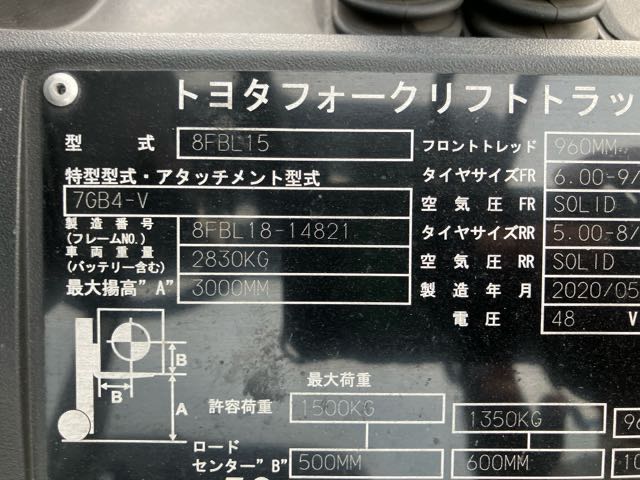 トヨタフォークリフトトラッ
型 式 8FBL15 フロントトレッド 960MM
特型型式・アタッチメント型式 タイヤサイズFR 6.00-9/
7GB4-V 空気圧 FR SOLID
製造番号(フレームNO.) 8FBL18-14821 タイヤサイズRR 5.00-8/
車両重量(バッテリー含む) 2830KG 空気圧 RR SOLID
最大揚高"A" 3000MM 製造年月 2020/05
電圧 48 V
B
B
A
最大荷重
許容荷重 1500KG 1350KG 
ロードセンター"B" 500MM 600MM